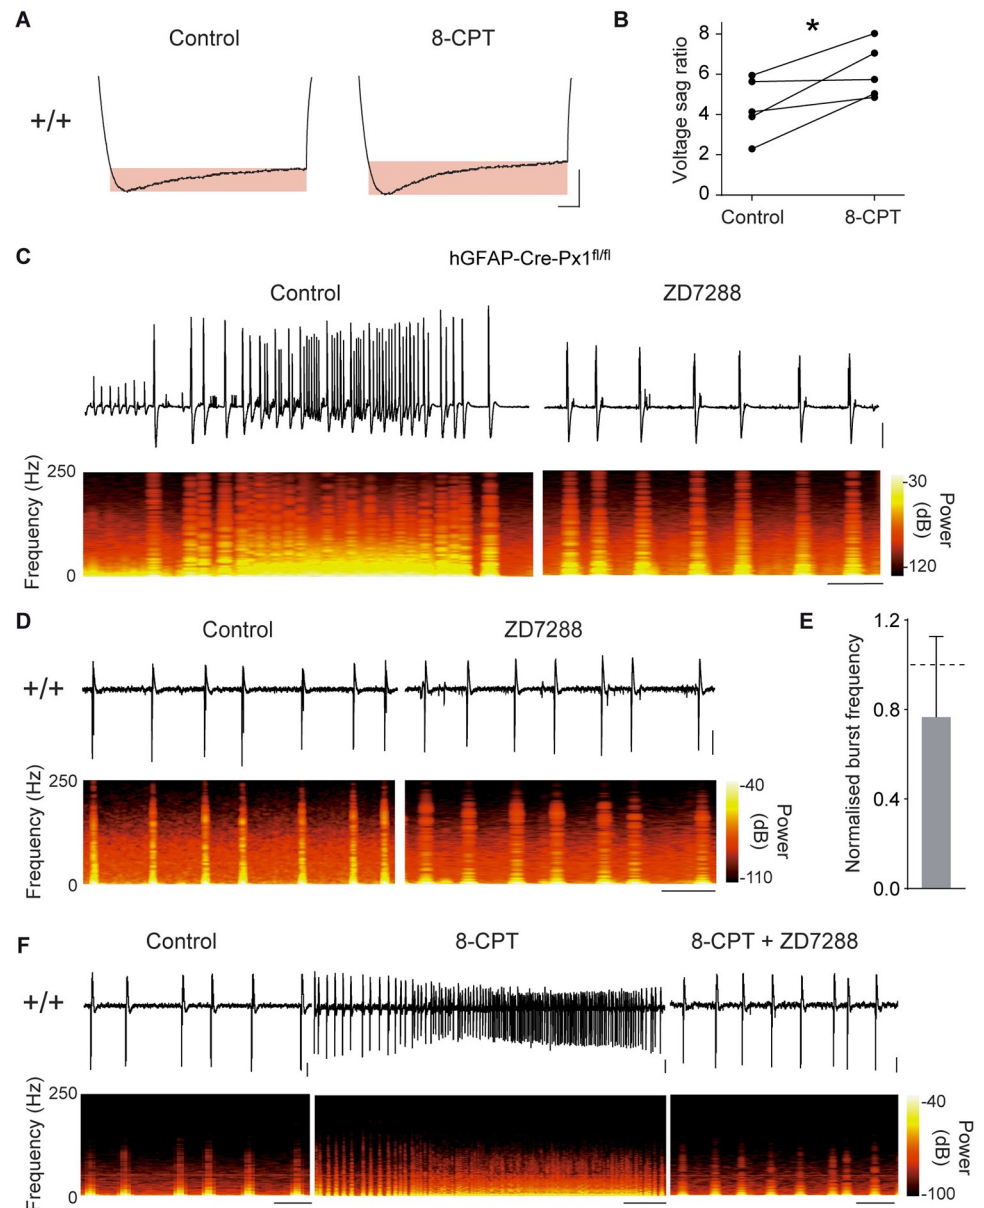 A
Control
8-CPT
+/+
B
*
Voltage sag ratio
8
6
4
2
0
Control
8-CPT
C
hGFAP-Cre-Px1fl/fl
Control
ZD7288
Frequency (Hz)
250
0
-30
-120
Power
(dB)
D
Control
ZD7288
+/+
Frequency (Hz)
250
0
-40
-110
Power
(dB)
E
Normalised burst frequency
1.2
0.8
0.4
0.0
F
Control
8-CPT
8-CPT + ZD7288
+/+
Frequency (Hz)
250
0
-40
-100
Power
(dB)